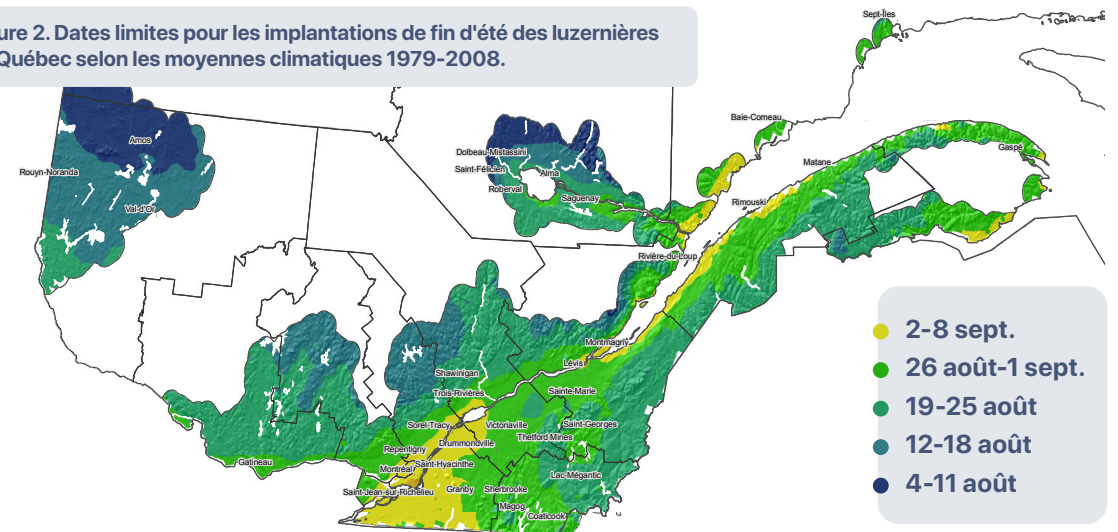 ure 2. Dates limites pour les implantations de fin d'été des luzernières
Québec selon les moyennes climatiques 1979-2008.
Sept-Îles
Baie-Comeau
Amos
Dolbeau-Mistassini
Gaspé
Matane
Rouyn-Noranda
Saint-Félicien
Alma
Roberval
Saguenay
Rimouski
Val-d'Or
Rivière-du-Loup
2-8 sept.
26 août-1 sept.
19-25 août
12-18 août
4-11 août
Montmagny
Lévis
Shawinigan
Trois-Rivières
Sainte-Marie
Sorel-Tracy
Victoriaville
Saint-Georges
Drummondville
Thetford Mines
Repentigny
Gatineau
Montréal
Saint-Hyacinthe
Lac-Mégantic
Saint-Jean-sur-Richelieu
Granby
Sherbrooke
Magog
Coaticook